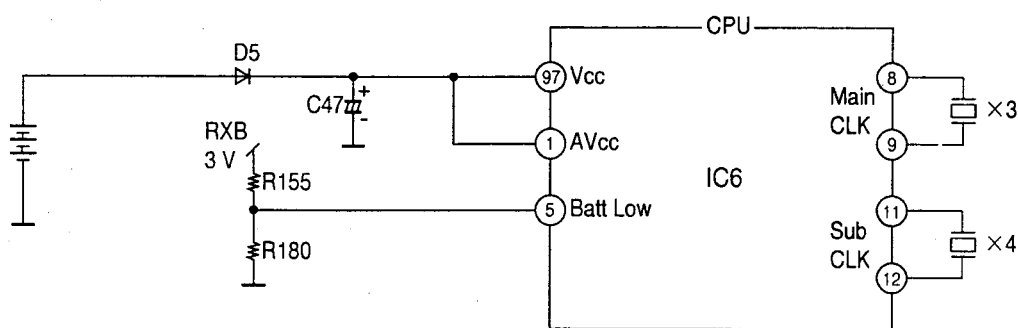 CPU
D5
97 Vcc
8
Main
CLK
X3
C47
+
-
RXB
3 V
1 AVcc
9
R155
IC6
5 Batt Low
11
R180
Sub
CLK
X4
12